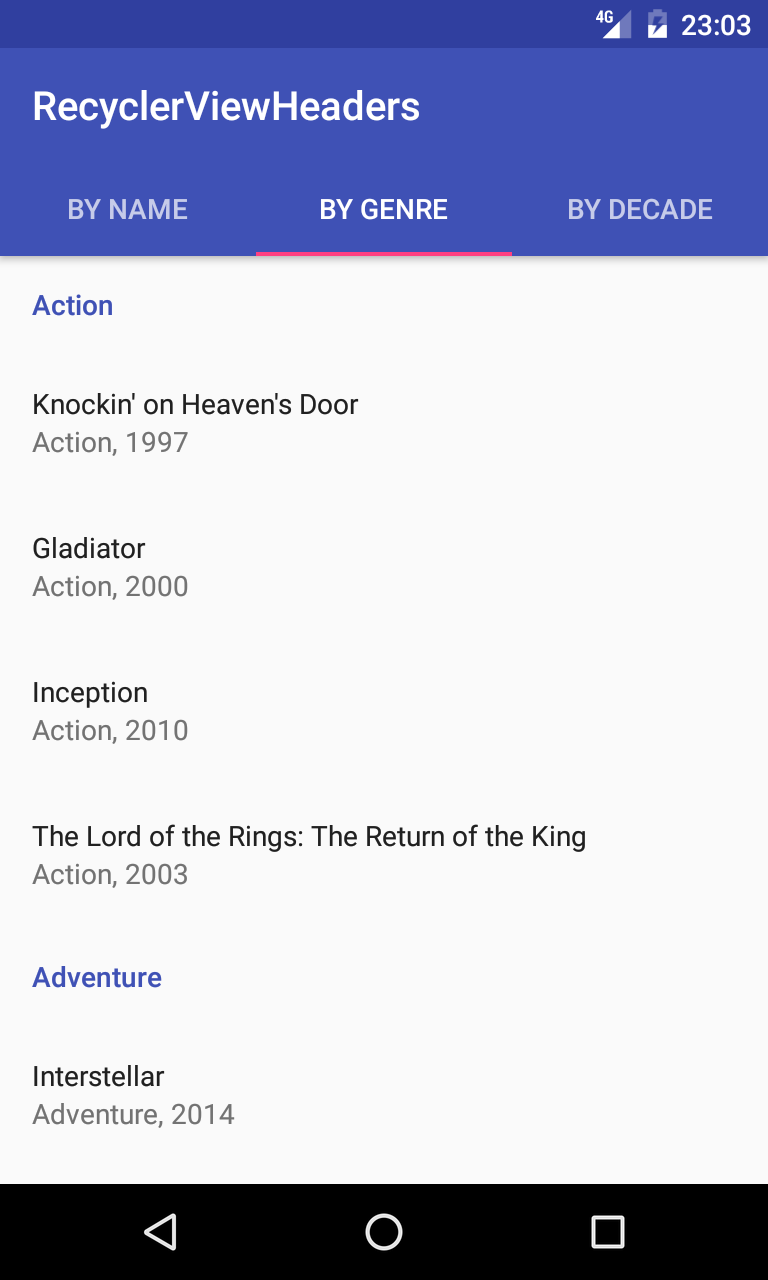 4G 23:03
RecyclerViewHeaders
BY NAME BY GENRE BY DECADE
Action
Knockin' on Heaven's Door
Action, 1997
Gladiator
Action, 2000
Inception
Action, 2010
The Lord of the Rings: The Return of the King
Action, 2003
Adventure
Interstellar
Adventure, 2014